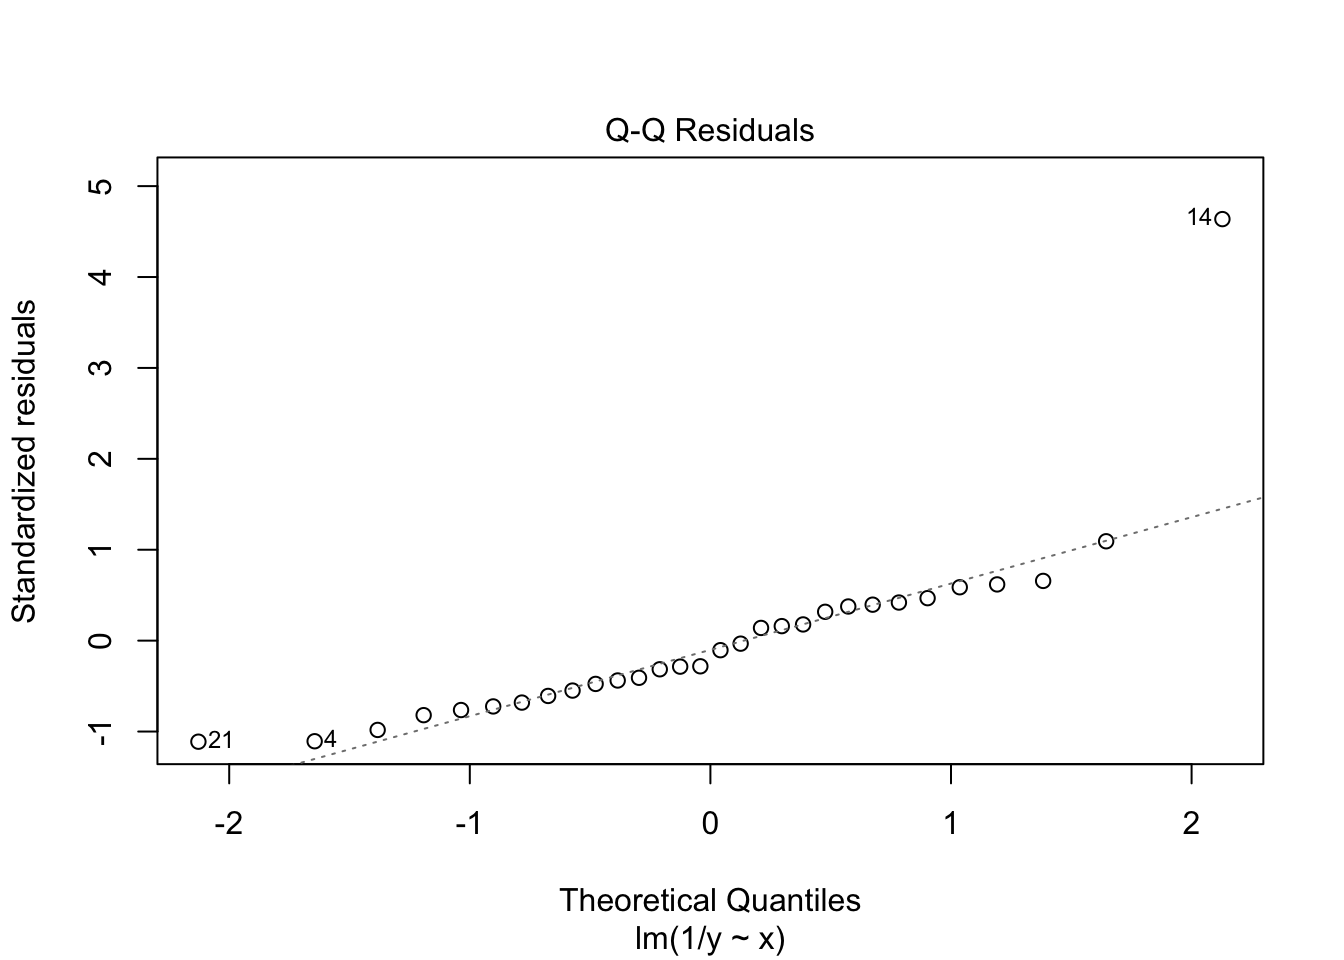 Q-Q Residuals
Standardized residuals
5
4
3
2
1
0
-1
14
21
4
-2 -1 0 1 2
Theoretical Quantiles
lm(1/y ~ x)